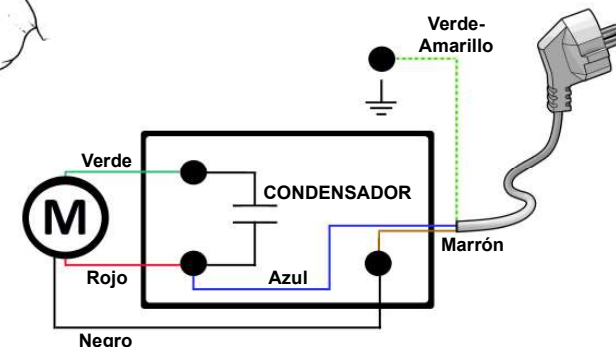 Verde-
Amarillo
Verde
CONDENSADOR
M
Marrón
Rojo
Azul
Negro